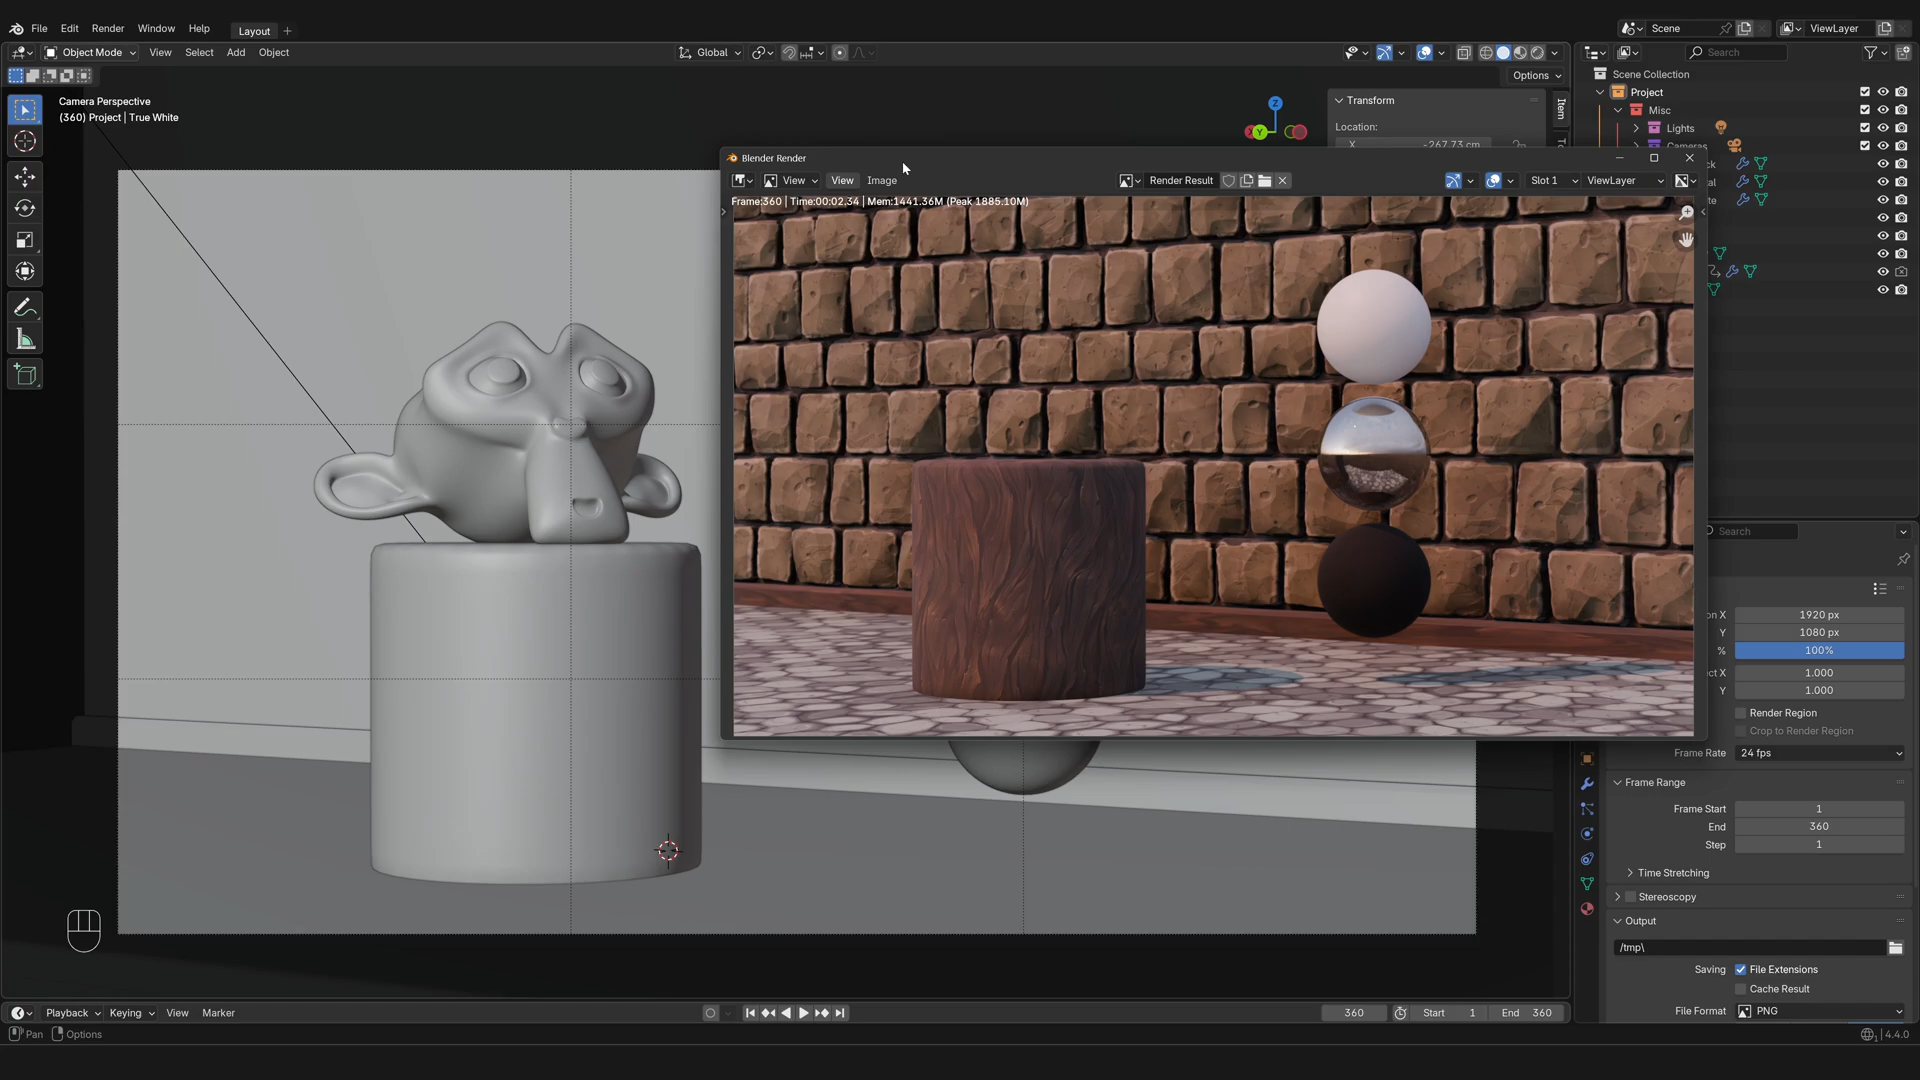 File Edit Render Window Help Layout + Scene ViewLayer
Object Mode View Select Add Object Global Search
Options
Camera Perspective
(360) Project | True White
Transform
Location:
X -267.73 cm
Item
Scene Collection
Project
Misc
Lights
Cameras
Blender Render
View View Image Render Result Slot 1 ViewLayer
Frame:360 | Time:00:02.34 | Mem:1441.36M (Peak 1885.10M)
Z
Y
Search
X 1920 px
Y 1080 px
% 100%
X 1.000
Y 1.000
Render Region
Crop to Render Region
Frame Rate 24 fps
Frame Range
Frame Start 1
End 360
Step 1
Time Stretching
Stereoscopy
Output
/tmp\
Saving File Extensions
Cache Result
File Format PNG
Playback Keying View Marker 360 Start 1 End 360
Pan Options 4.4.0